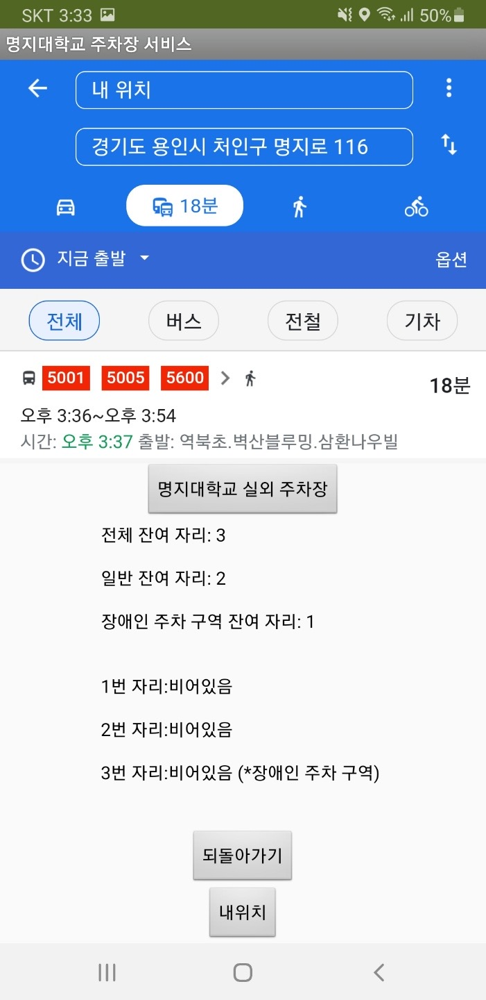 SKT 3:33 50%
명지대학교 주차장 서비스
내 위치
경기도 용인시 처인구 명지로 116
18분
지금 출발 옵션
전체 버스 전철 기차
5001 5005 5600 18분
오후 3:36~오후 3:54
시간: 오후 3:37 출발: 역북초.벽산블루밍.삼환나우빌
명지대학교 실외 주차장
전체 잔여 자리: 3
일반 잔여 자리: 2
장애인 주차 구역 잔여 자리: 1
1번 자리:비어있음
2번 자리:비어있음
3번 자리:비어있음 (*장애인 주차 구역)
되돌아가기
내위치